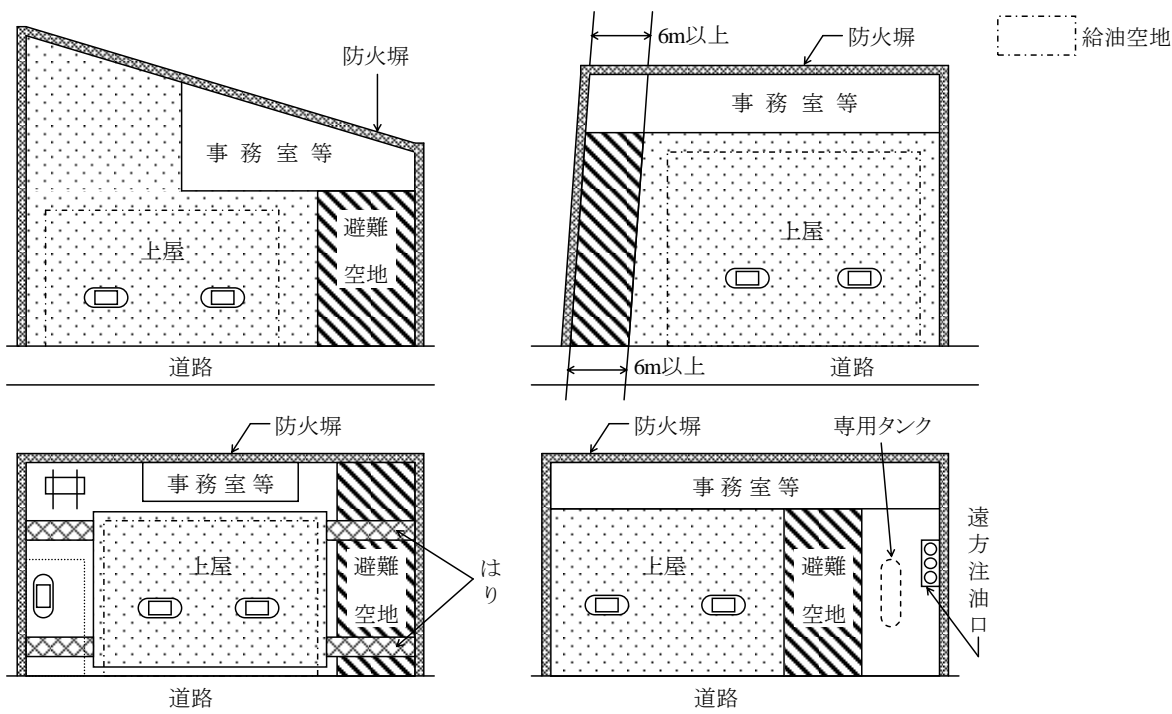 防火塀
事務室等
上屋
避難
空地
道路
6m以上
防火塀
事務室等
上屋
6m以上
道路
給油空地
防火塀
事務室等
上屋
避難
空地
はり
道路
防火塀
専用タンク
事務室等
上屋
避難
空地
遠方注油口
道路